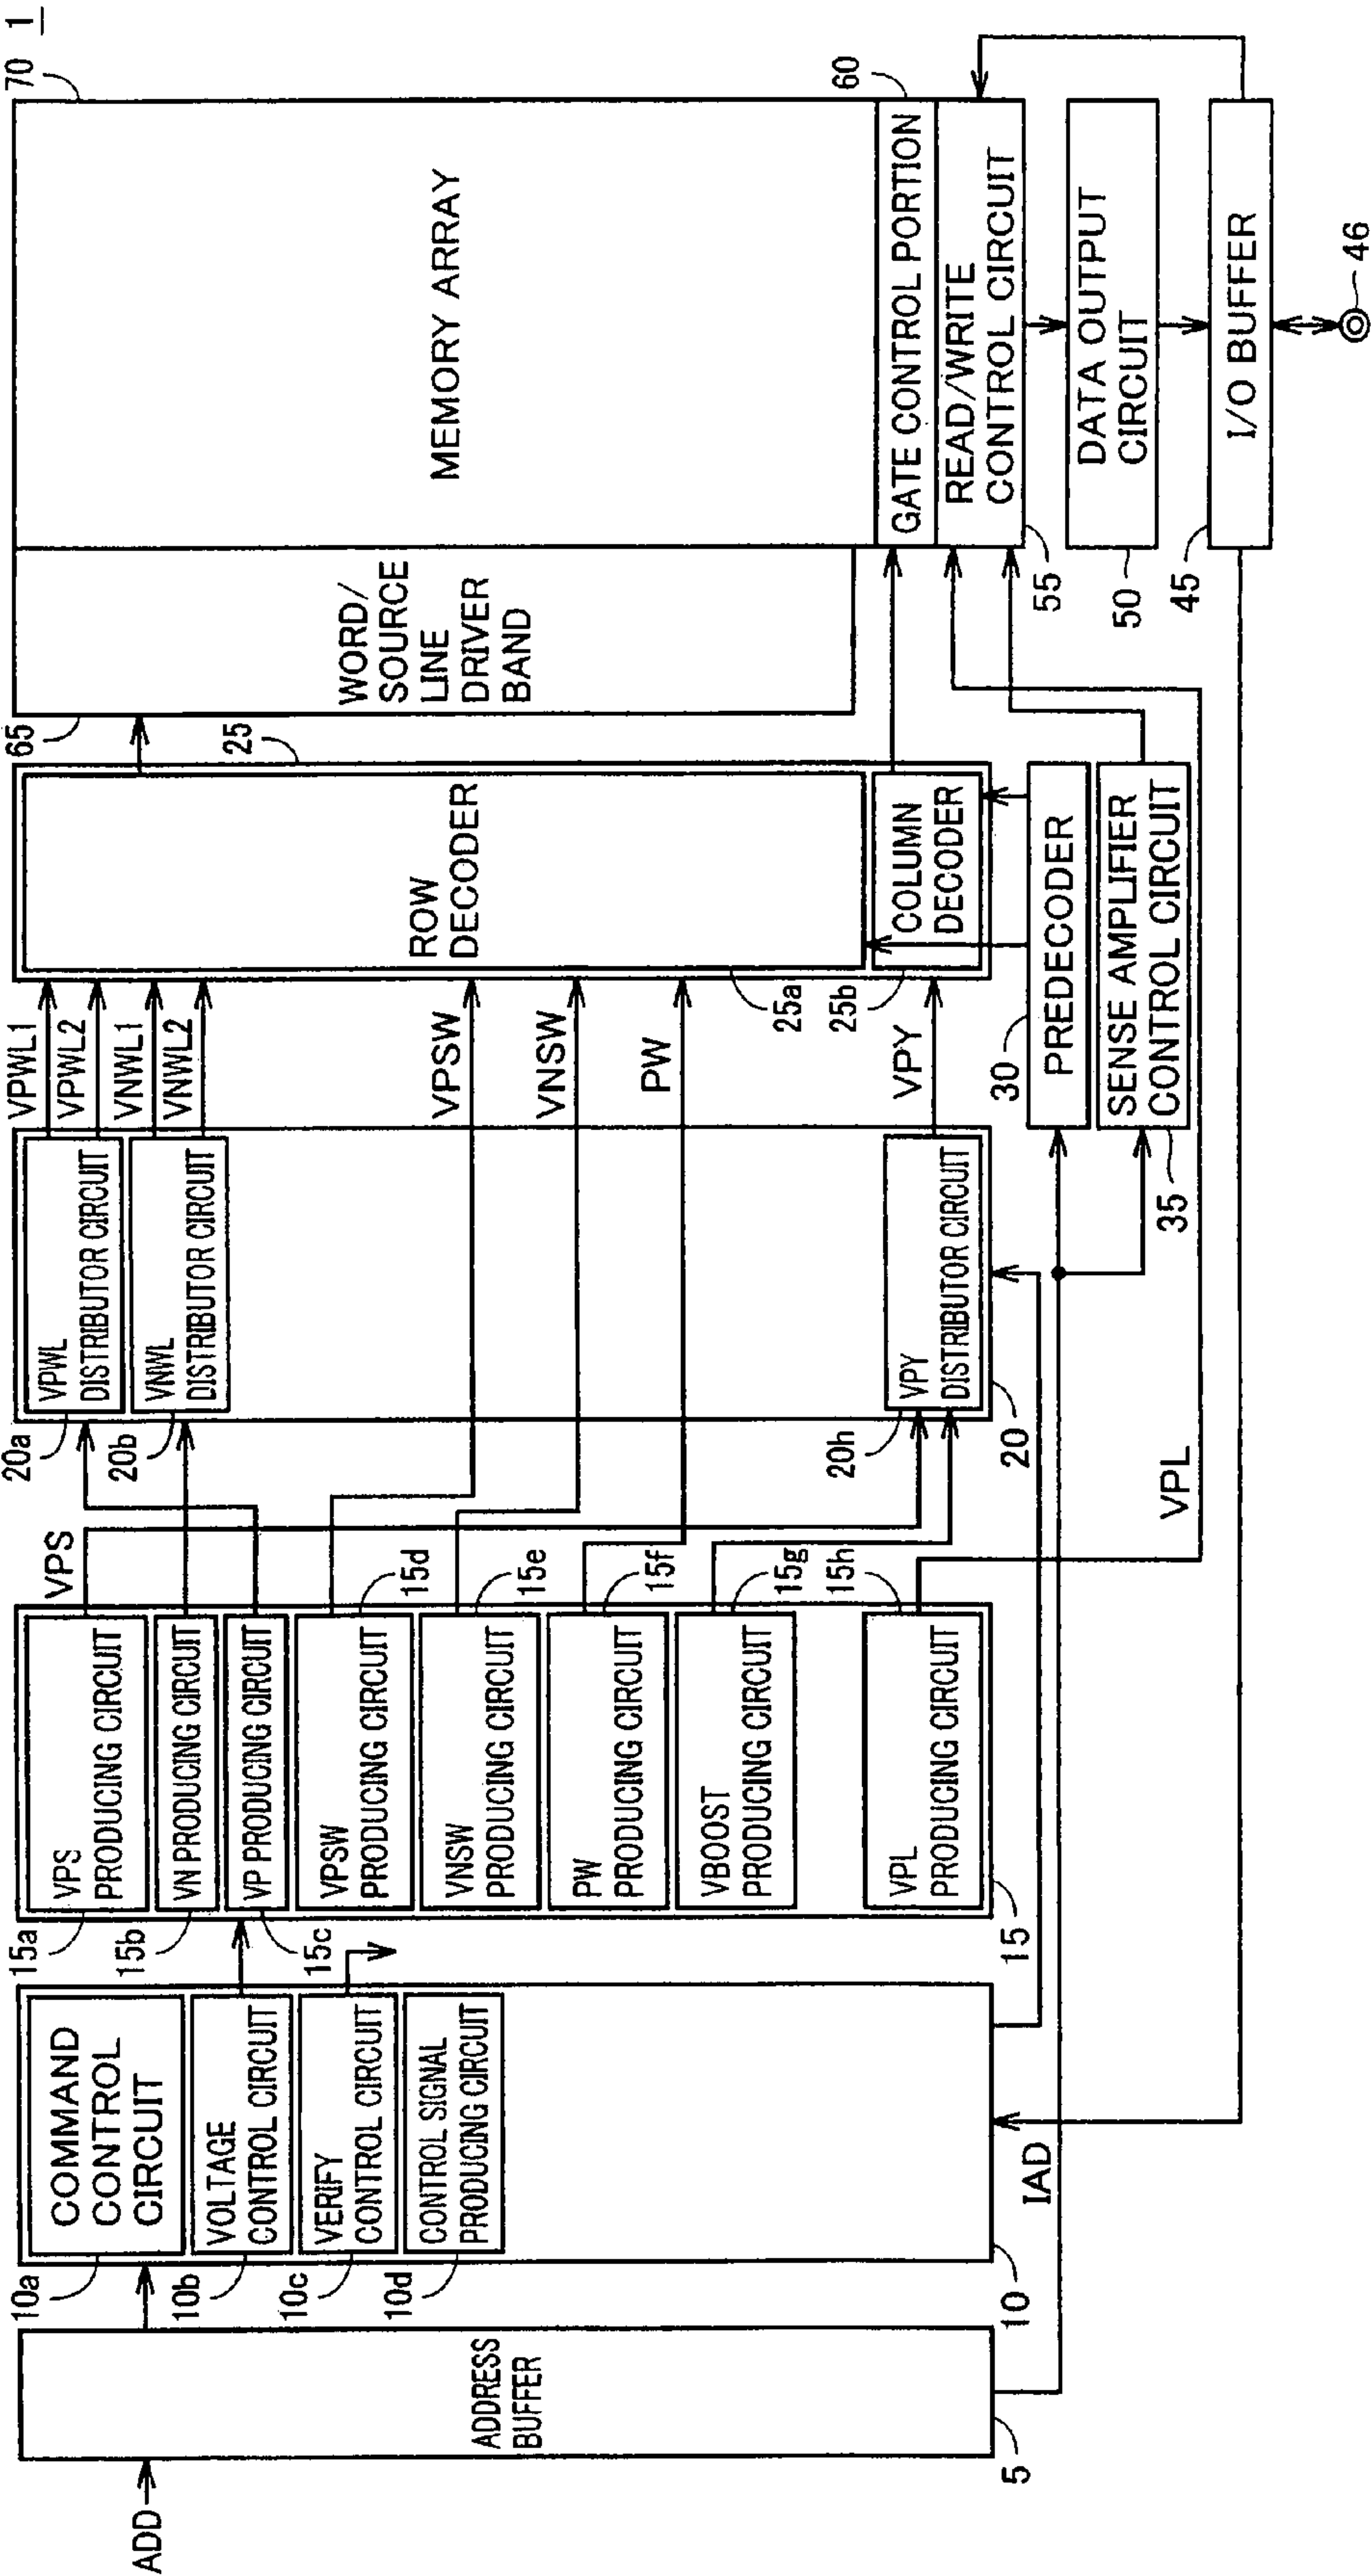 1
ADD
ADDRESS
BUFFER
5
IAD
10a
COMMAND
CONTROL
CIRCUIT
10b
VOLTAGE
CONTROL CIRCUIT
10c
VERIFY
CONTROL CIRCUIT
10d
CONTROL SIGNAL
PRODUCING CIRCUIT
10
15a
VPS
PRODUCING CIRCUIT
15b
VN PRODUCING CIRCUIT
15c
VP PRODUCING CIRCUIT
VPSW
PRODUCING CIRCUIT
15d
VNSW
PRODUCING CIRCUIT
15e
PW
PRODUCING CIRCUIT
15f
VBOOST
PRODUCING CIRCUIT
15g
VPL
PRODUCING CIRCUIT
15h
15
VPS
VPL
20a
VPWL
DISTRIBUTOR CIRCUIT
20b
VNWL
DISTRIBUTOR CIRCUIT
20h
VPY
DISTRIBUTOR CIRCUIT
20
VPWL1
VPWL2
VNWL1
VNWL2
VPSW
VNSW
PW
VPY
25
ROW
DECODER
25a
COLUMN
DECODER
25b
30
PREDECODER
SENSE AMPLIFIER
CONTROL CIRCUIT
35
65
WORD/
SOURCE
LINE
DRIVER
BAND
70
MEMORY ARRAY
60
GATE CONTROL PORTION
READ/WRITE
CONTROL CIRCUIT
55
DATA OUTPUT
CIRCUIT
50
I/O BUFFER
45
46